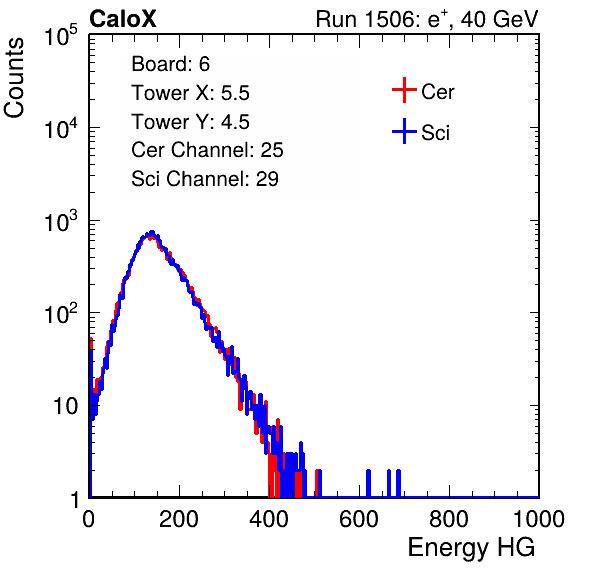 CaloX
Run 1506: e⁺, 40 GeV
Counts
10⁵
10⁴
10³
10²
10
1
Board: 6
Tower X: 5.5
Tower Y: 4.5
Cer Channel: 25
Sci Channel: 29
Cer
Sci
0 200 400 600 800 1000
Energy HG